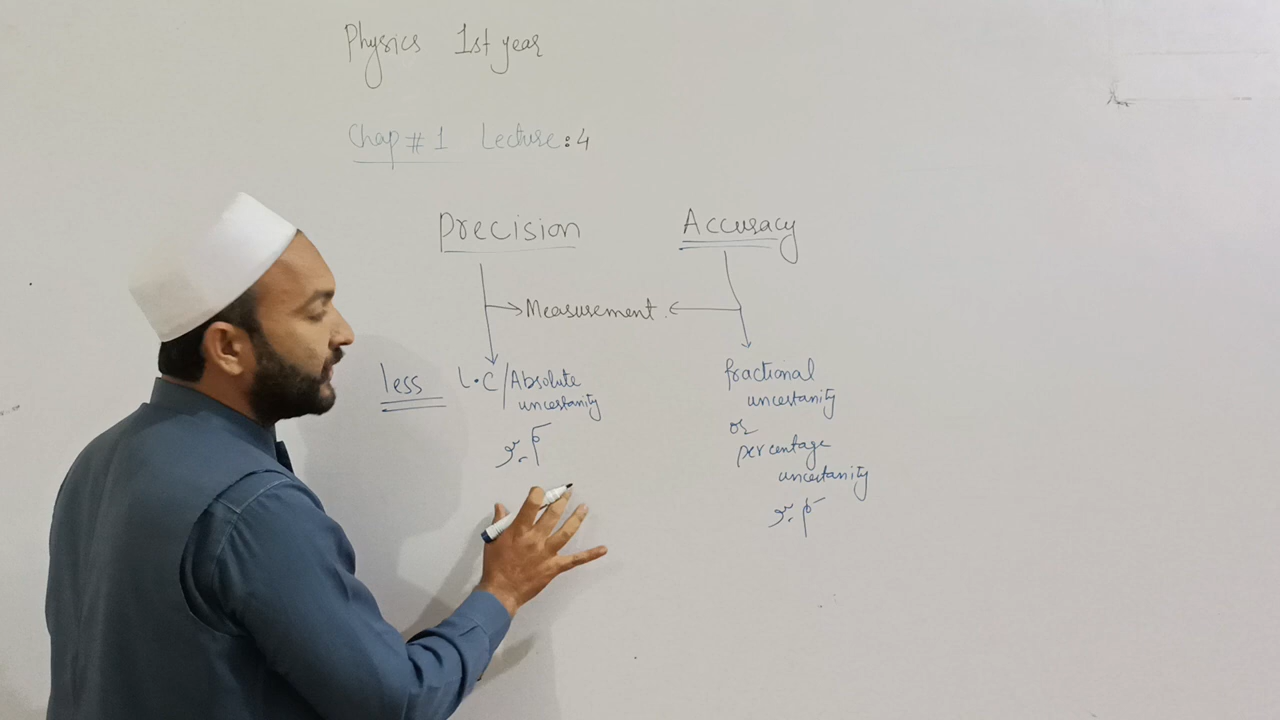 Physics 1st year
Chap # 1 Lecture: 4
Precision
Accuracy
Measurement
less L.C/Absolute
uncertanity
fractional
uncertanity
or
percentage
uncertanity